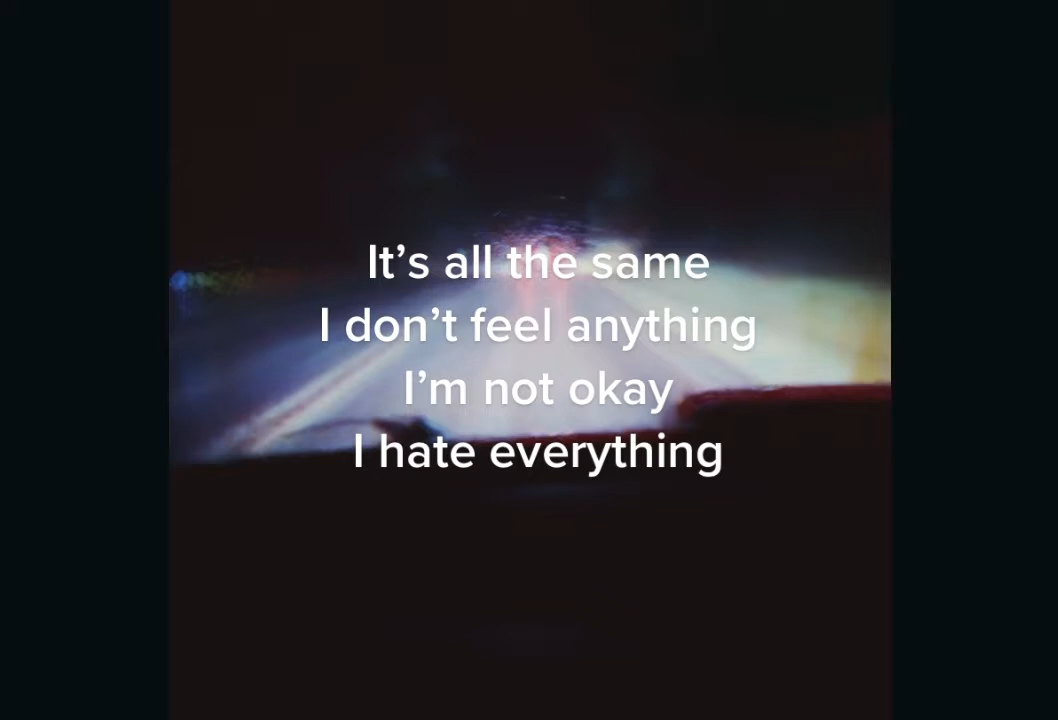 It’s all the same
I don’t feel anything
I’m not okay
I hate everything